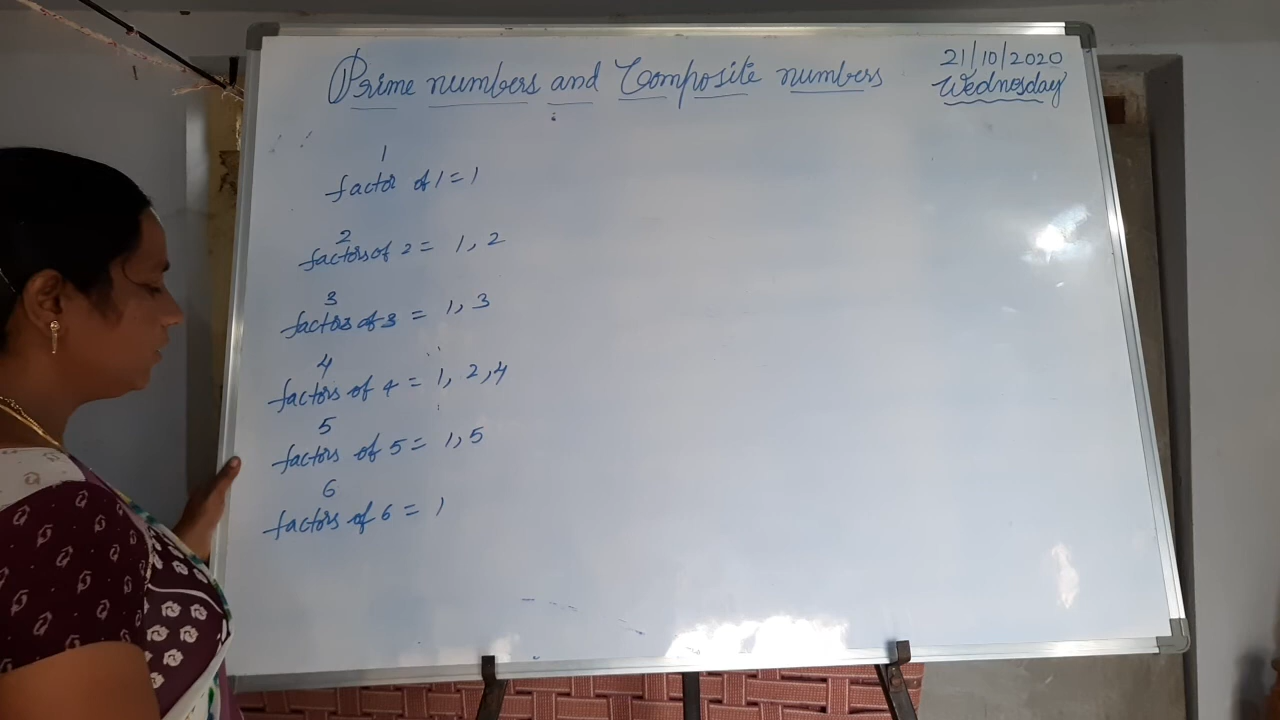 Prime numbers and Composite numbers
21/10/2020
Wednesday
1
factor of 1 = 1
2
factors of 2 = 1, 2
3
factors of 3 = 1, 3
4
factors of 4 = 1, 2, 4
5
factors of 5 = 1, 5
6
factors of 6 = 1